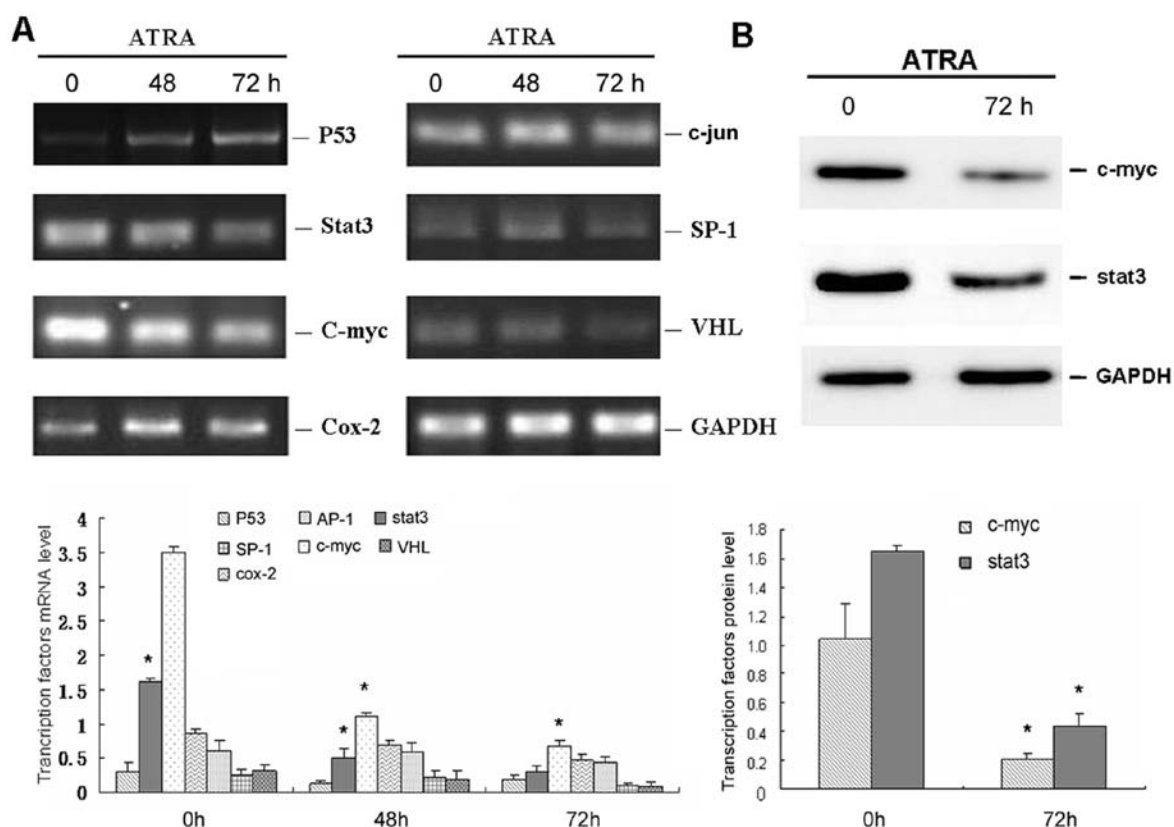 A
ATRA
0 48 72 h
P53
Stat3
C-myc
Cox-2
ATRA
0 48 72 h
c-jun
SP-1
VHL
GAPDH
B
ATRA
0 72 h
c-myc
stat3
GAPDH
Trancription factors mRNA level
4
3.5
3
2.5
2
1.5
1
0.5
0
P53 AP-1 stat3
SP-1 c-myc VHL
cox-2
*
* *
*
0h 48h 72h
Transcription factors protein level
1.8
1.6
1.4
1.2
1.0
0.8
0.6
0.4
0.2
0
c-myc
stat3
* *
0h 72h